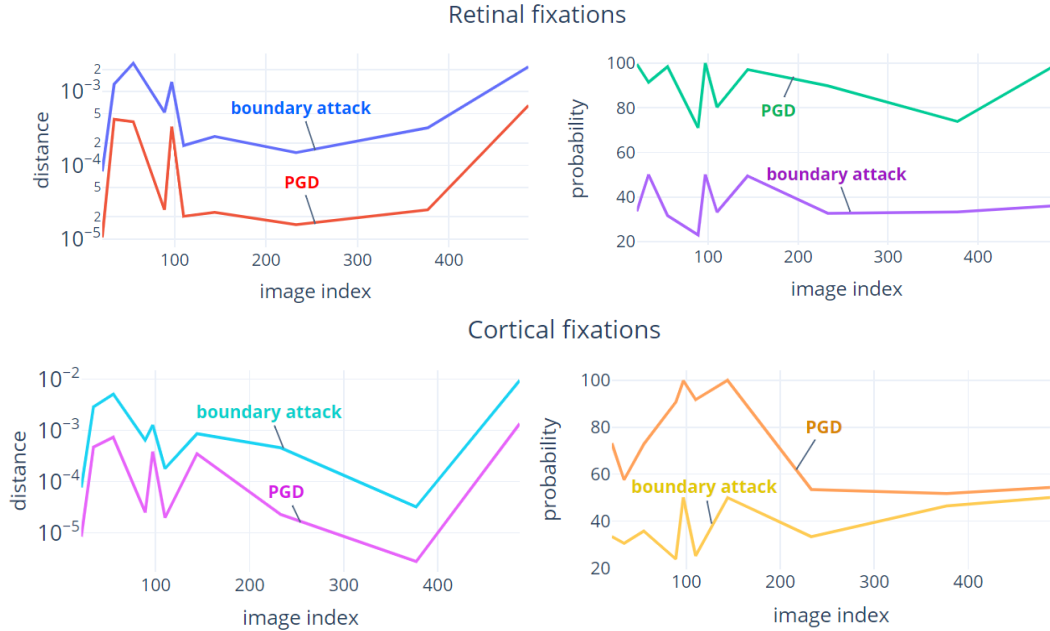 Retinal fixations
distance
2
10−3
5
2
10−4
5
2
10−5
boundary attack
PGD
100
200
300
400
image index
probability
100
80
60
40
20
PGD
boundary attack
100
200
300
400
image index
Cortical fixations
distance
10−2
10−3
10−4
10−5
boundary attack
PGD
100
200
300
400
image index
probability
100
80
60
40
20
PGD
boundary attack
100
200
300
400
image index